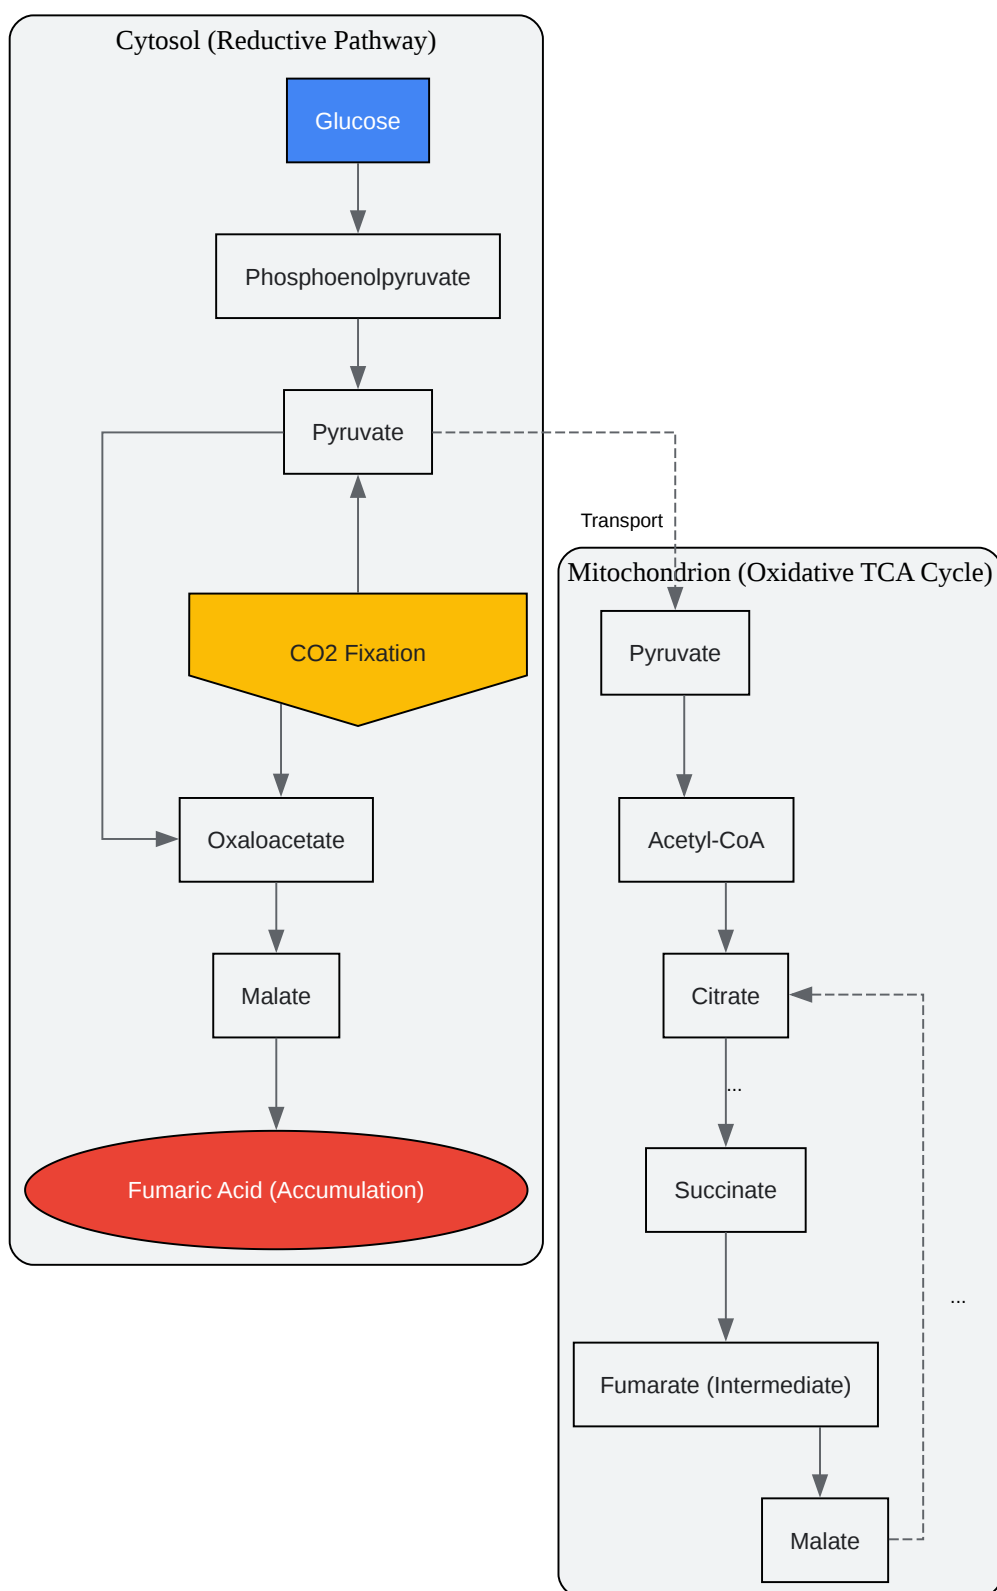 Cytosol (Reductive Pathway)
Glucose
Phosphoenolpyruvate
Pyruvate
CO2 Fixation
Oxaloacetate
Malate
Fumaric Acid (Accumulation)
Transport
Mitochondrion (Oxidative TCA Cycle)
Pyruvate
Acetyl-CoA
Citrate
...
Succinate
...
Fumarate (Intermediate)
Malate